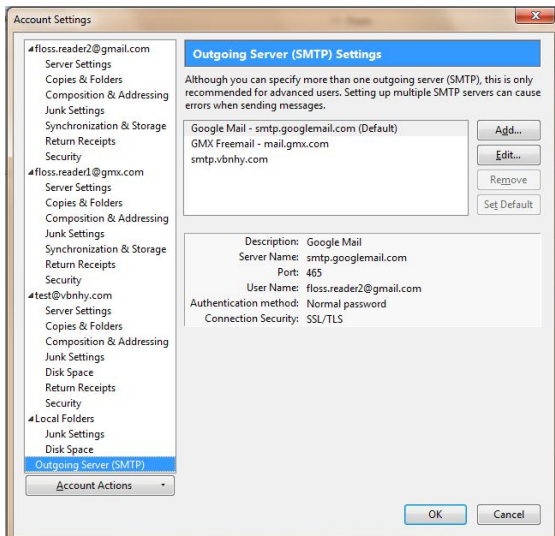 Account Settings
floss.reader2@gmail.com
Server Settings
Copies & Folders
Composition & Addressing
Junk Settings
Synchronization & Storage
Return Receipts
Security
floss.reader1@gmx.com
Server Settings
Copies & Folders
Composition & Addressing
Junk Settings
Synchronization & Storage
Return Receipts
Security
test@vbnhy.com
Server Settings
Copies & Folders
Composition & Addressing
Junk Settings
Disk Space
Return Receipts
Security
Local Folders
Junk Settings
Disk Space
Outgoing Server (SMTP)
Account Actions
Outgoing Server (SMTP) Settings
Although you can specify more than one outgoing server (SMTP), this is only
recommended for advanced users. Setting up multiple SMTP servers can cause
errors when sending messages.
Google Mail - smtp.googlemail.com (Default)
GMX Freemail - mail.gmx.com
smtp.vbnhy.com
Add...
Edit...
Remove
Set Default
Description: Google Mail
Server Name: smtp.googlemail.com
Port: 465
User Name: floss.reader2@gmail.com
Authentication method: Normal password
Connection Security: SSL/TLS
OK
Cancel